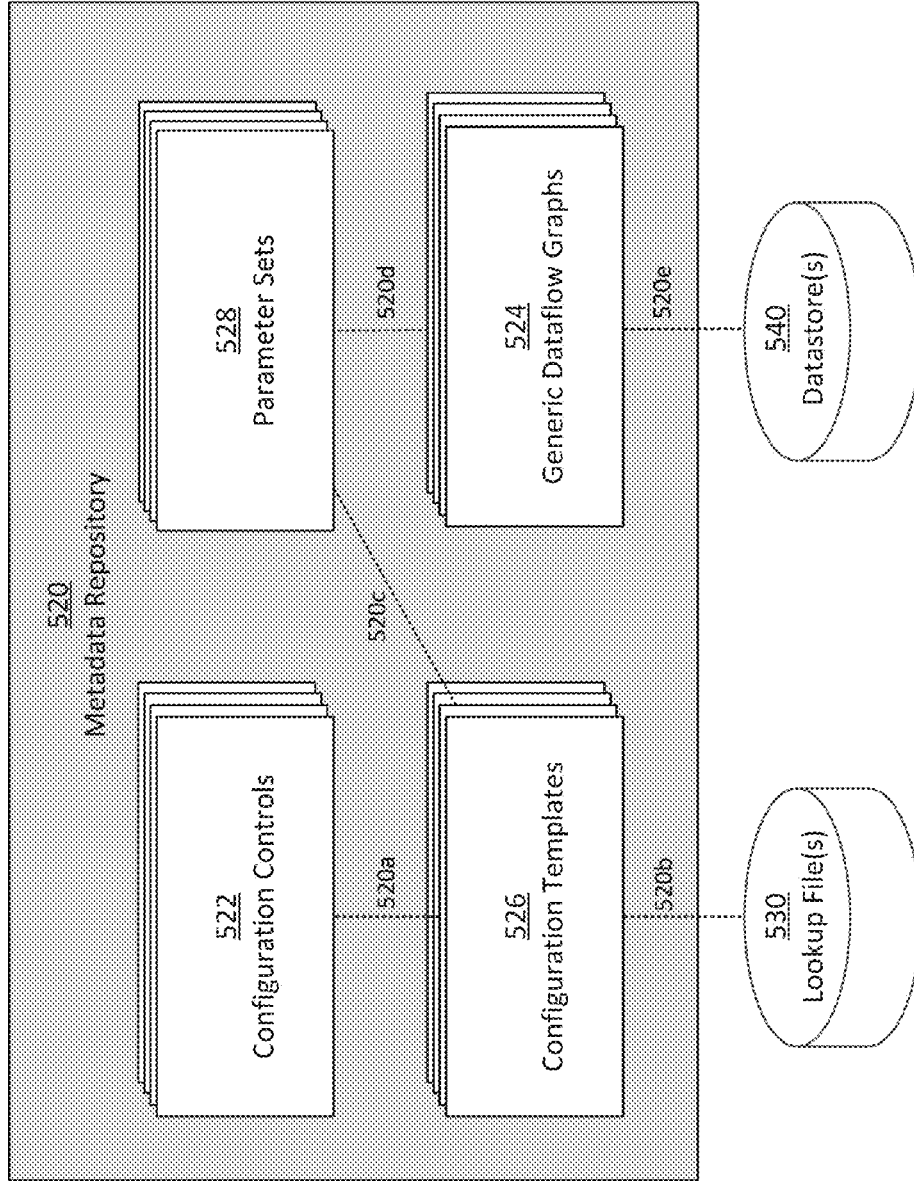 520
Metadata Repository
522
Configuration Controls
528
Parameter Sets
520a
520c
520d
526
Configuration Templates
524
Generic Dataflow Graphs
520b
520e
530
Lookup File(s)
540
Datastore(s)